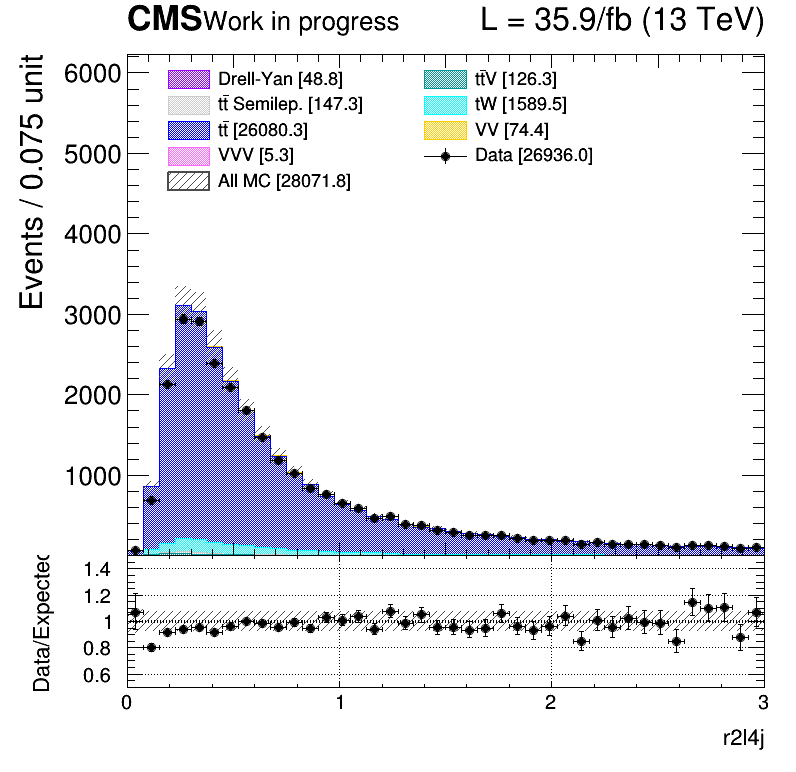 CMS Work in progress L = 35.9/fb (13 TeV)
Events / 0.075 unit
6000
5000
4000
3000
2000
1000
Drell-Yan [48.8]
tt̄V [126.3]
tt̄ Semilep. [147.3]
tW [1589.5]
tt̄ [26080.3]
VV [74.4]
VVV [5.3]
Data [26936.0]
All MC [28071.8]
Data/Expected
1.4
1.2
1
0.8
0.6
0 1 2 3
r2l4j